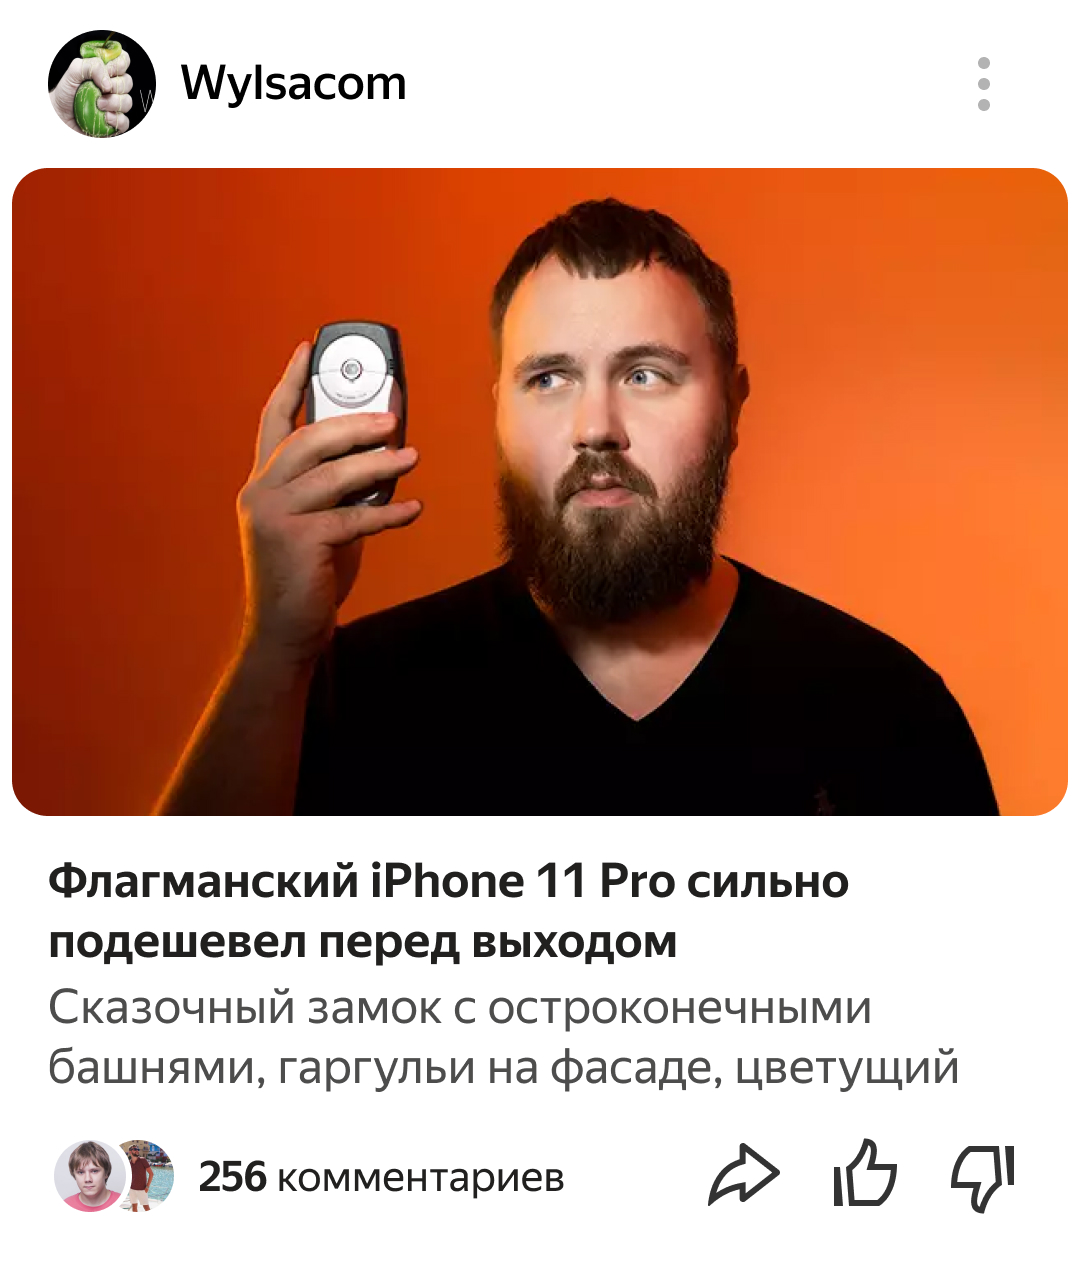 Wylsacom
Флагманский iPhone 11 Pro сильно
подешевел перед выходом
Сказочный замок с остроконечными
башнями, гаргульи на фасаде, цветущий
256 комментариев